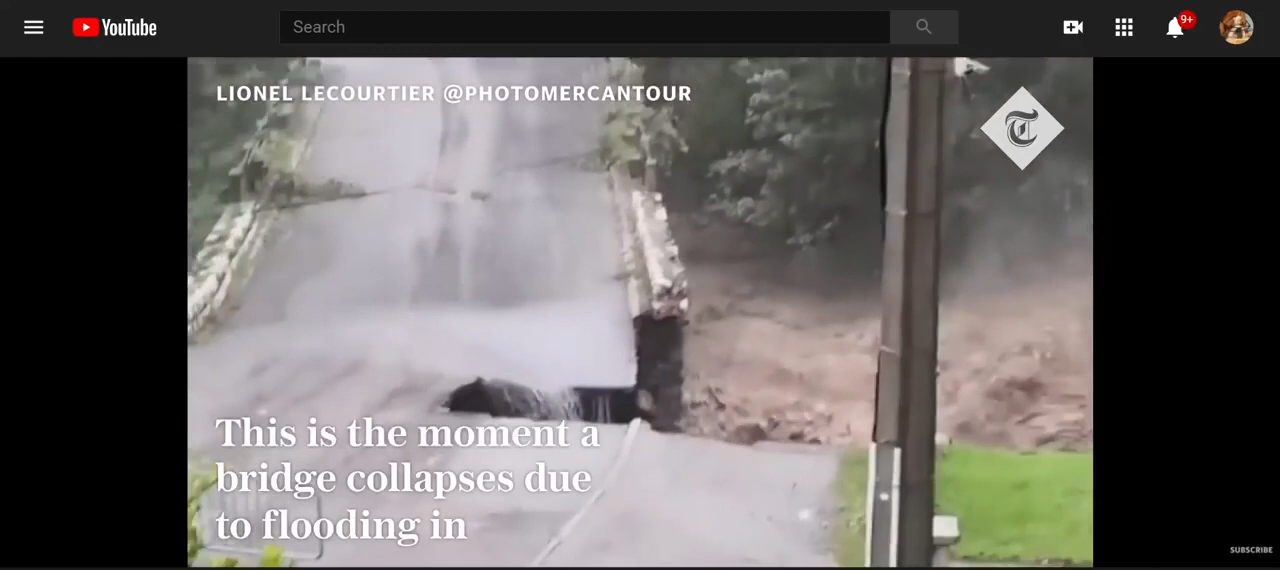 YouTube
Search
9+
LIONEL LECOURTIER @PHOTOMERCANTOUR
T
This is the moment a
bridge collapses due
to flooding in
SUBSCRIBE